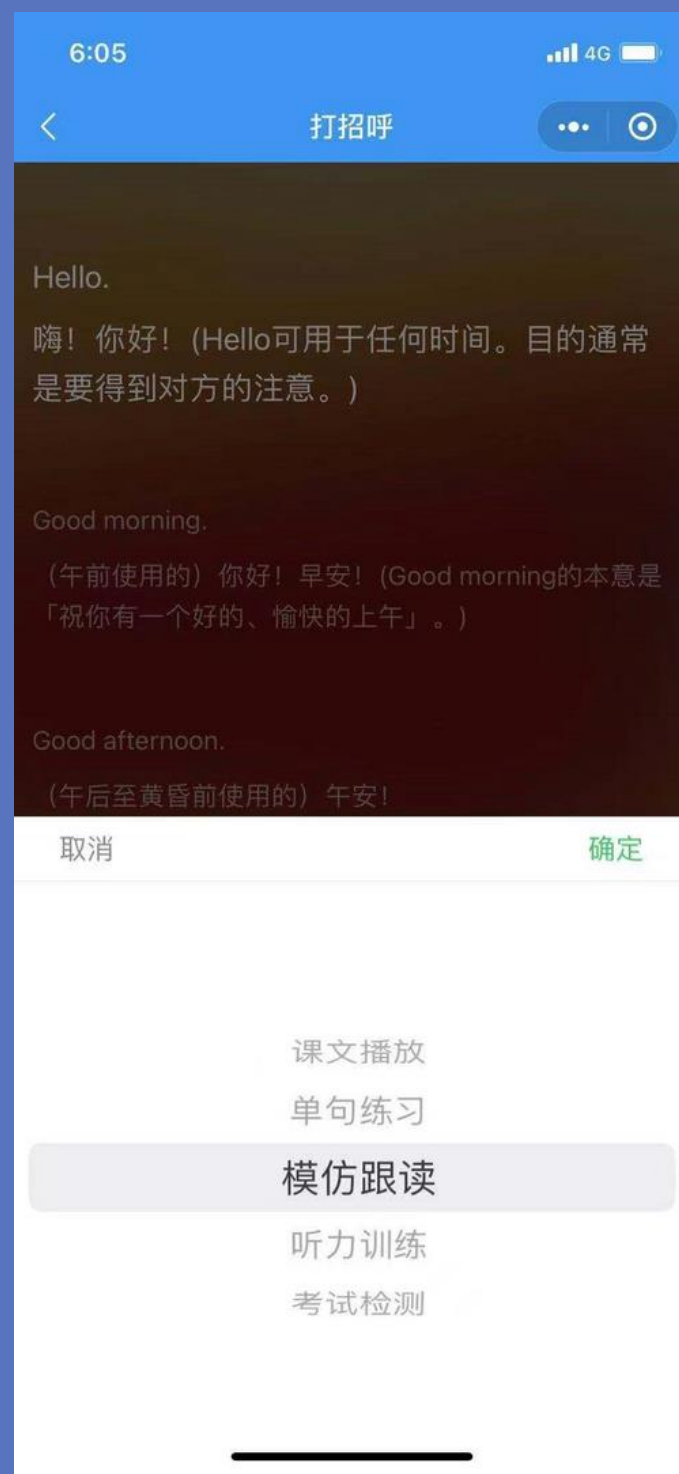 6:05
4G
打招呼
Hello.
嗨！你好！(Hello可用于任何时间。目的通常
是要得到对方的注意。)
Good morning.
（午前使用的）你好！早安！(Good morning的本意是
「祝你有一个好的、愉快的上午」。)
Good afternoon.
（午后至黄昏前使用的）午安！
取消
确定
课文播放
单句练习
模仿跟读
听力训练
考试检测